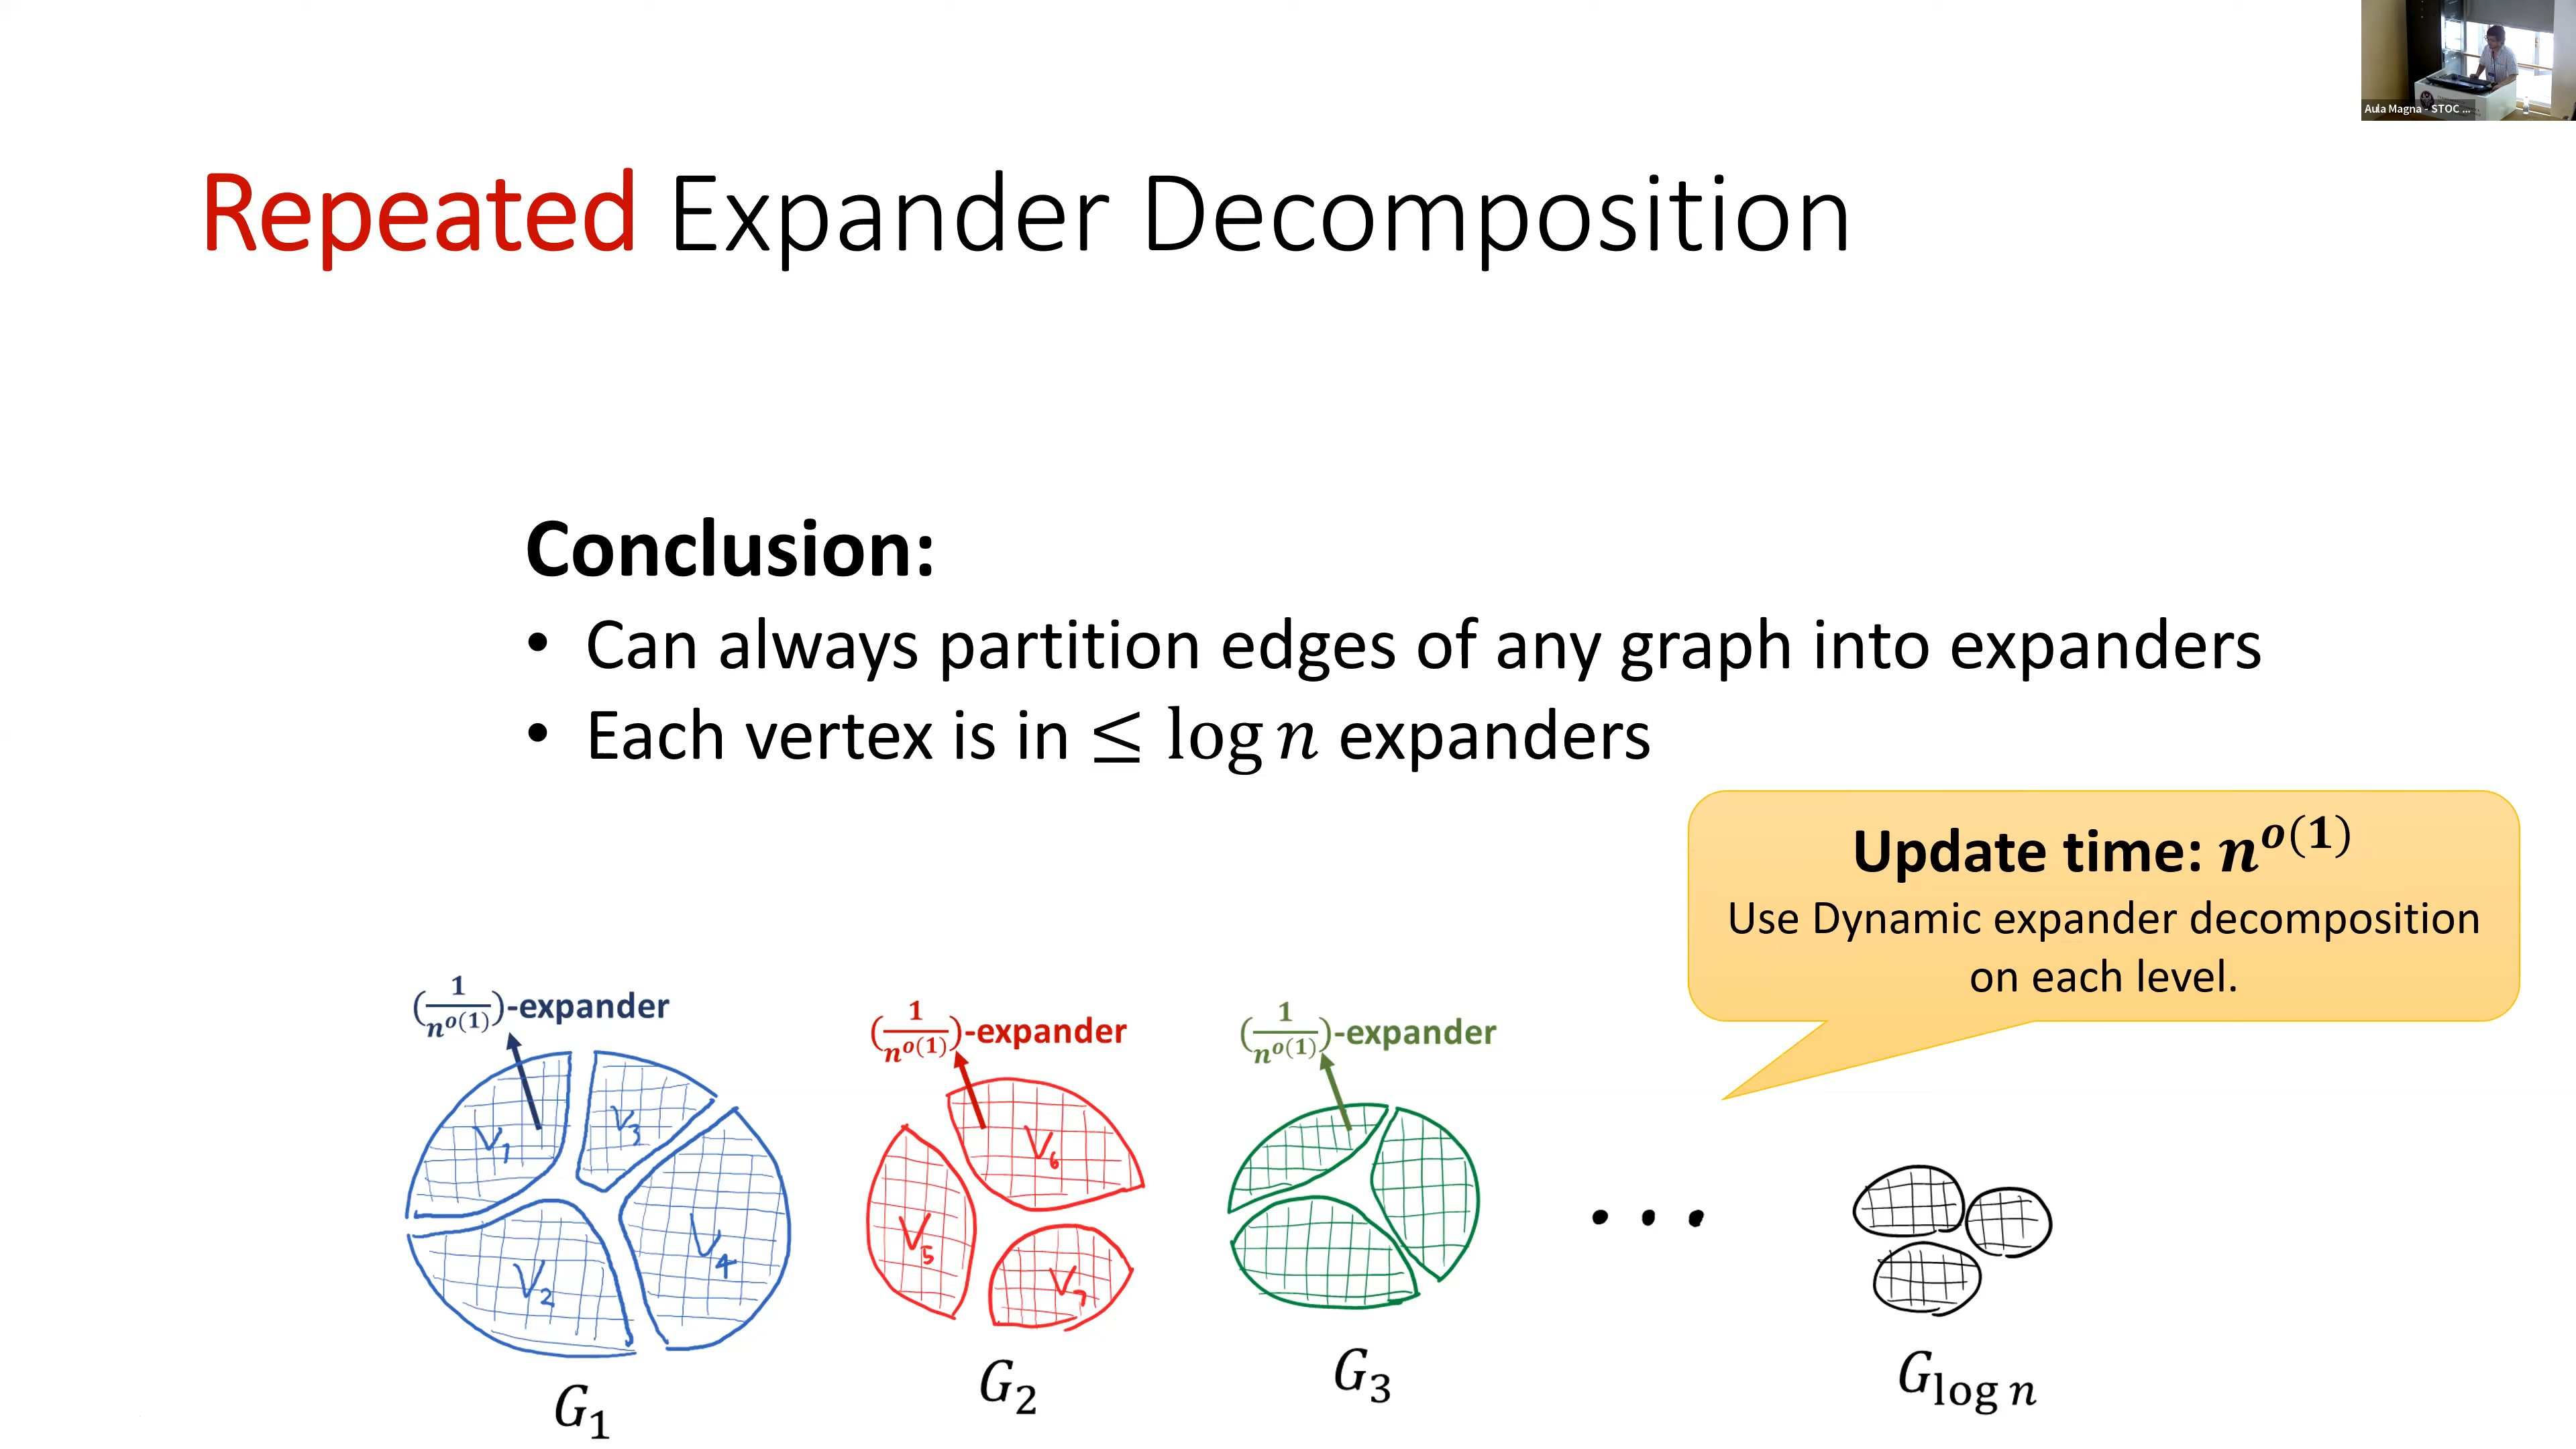 Aula Magna - STOC ...
Repeated Expander Decomposition
Conclusion:
• Can always partition edges of any graph into expanders
• Each vertex is in ≤ log n expanders
Update time: n^{o(1)}
Use Dynamic expander decomposition
on each level.
(1/n^{o(1)})-expander
(1/n^{o(1)})-expander
(1/n^{o(1)})-expander
V₁
V₃
V₂
V₄
V₆
V₅
V₇
• • •
G₁
G₂
G₃
G_{log n}